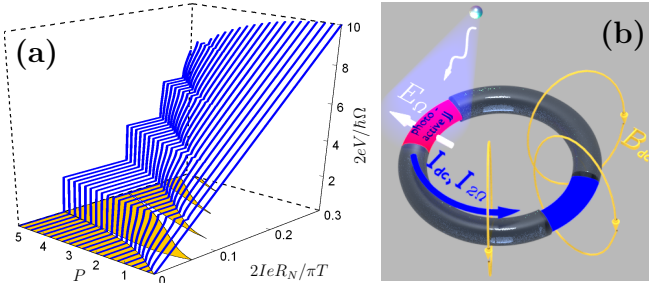 (a)
10
8
6
4
2
2eV/ħΩ
0.3
0.2
0.1
0
2IeR_N/πT
5
4
3
2
1
P
(b)
E_Ω
photo-
active JJ
I_dc, I_2Ω
B_dc